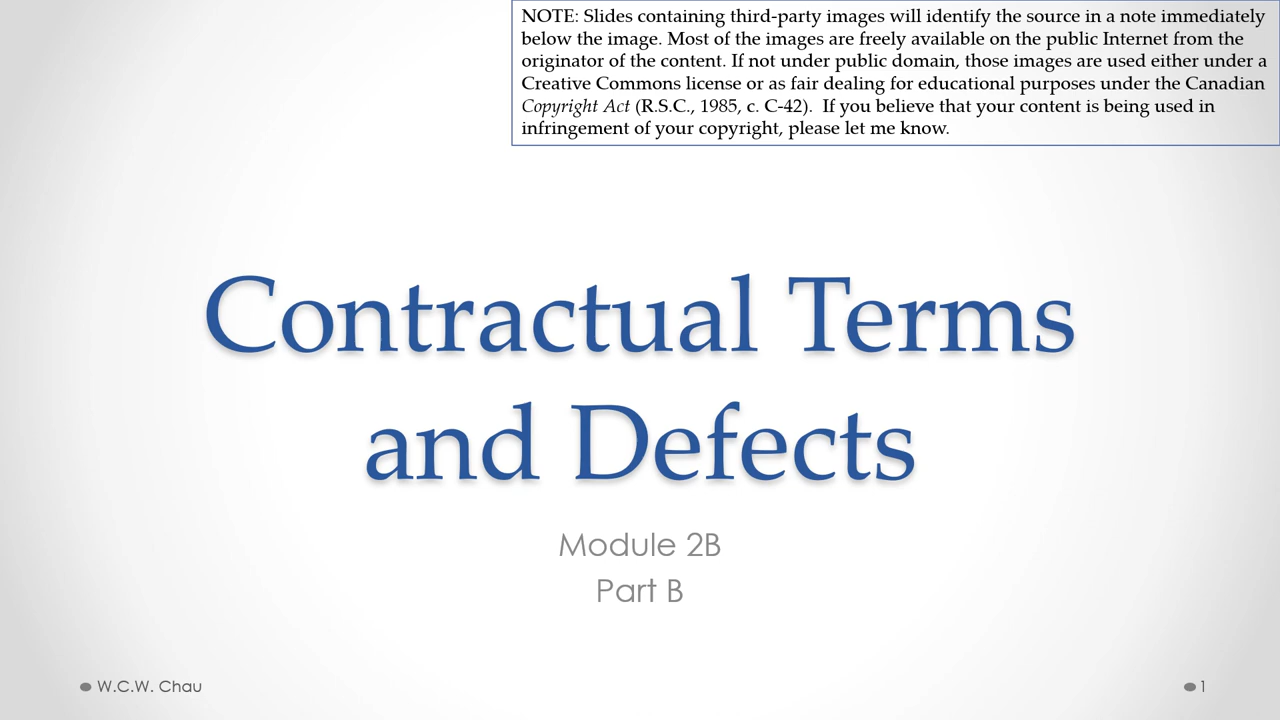 NOTE: Slides containing third-party images will identify the source in a note immediately
below the image. Most of the images are freely available on the public Internet from the
originator of the content. If not under public domain, those images are used either under a
Creative Commons license or as fair dealing for educational purposes under the Canadian
Copyright Act (R.S.C., 1985, c. C-42).  If you believe that your content is being used in
infringement of your copyright, please let me know.
Contractual Terms
and Defects
Module 2B
Part B
W.C.W. Chau
1